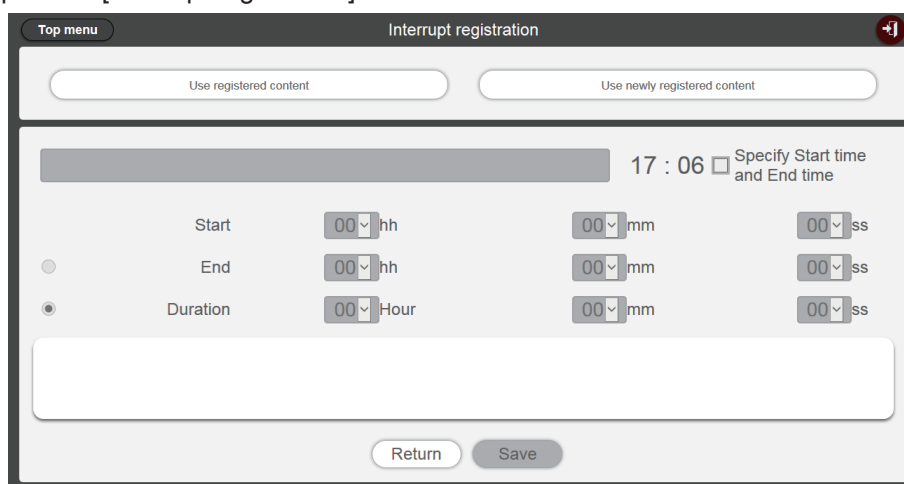 Top menu
Interrupt registration
Use registered content
Use newly registered content
17 : 06
Specify Start time
and End time
Start 00 hh 00 mm 00 ss
End 00 hh 00 mm 00 ss
Duration 00 Hour 00 mm 00 ss
Return
Save